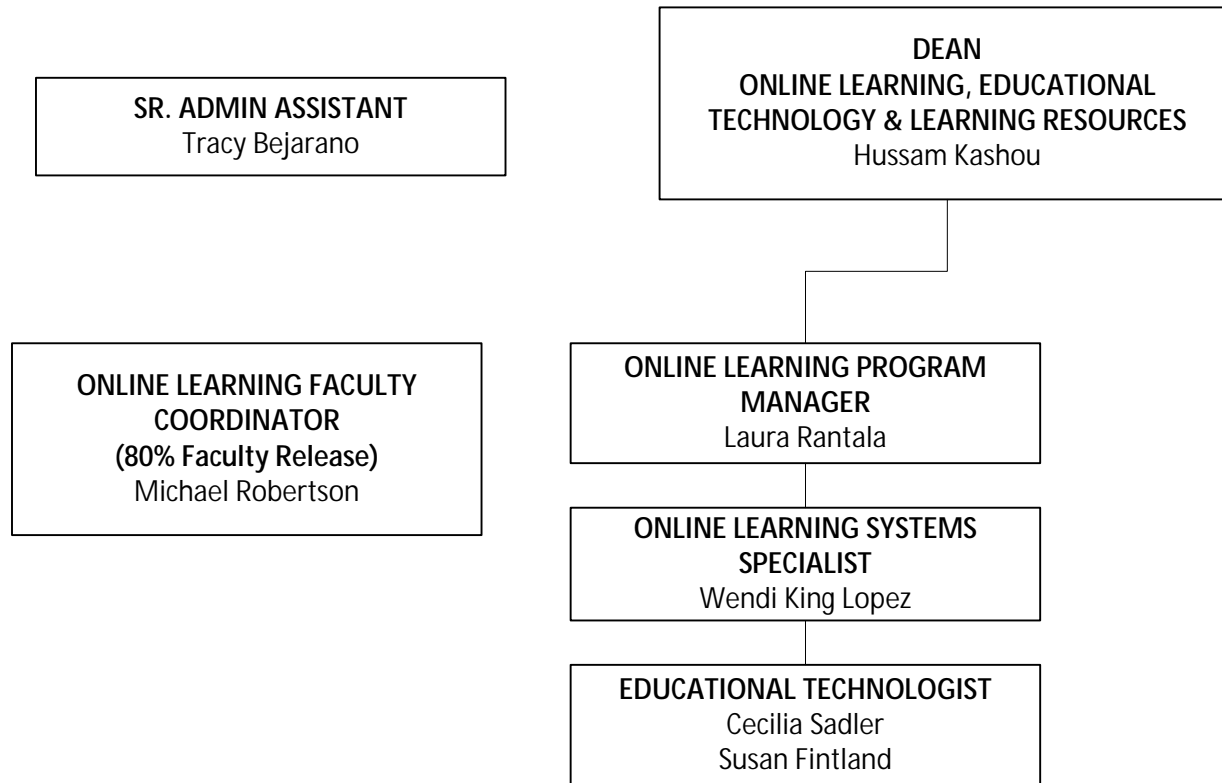 SR. ADMIN ASSISTANT
Tracy Bejarano
DEAN
ONLINE LEARNING, EDUCATIONAL
TECHNOLOGY & LEARNING RESOURCES
Hussam Kashou
ONLINE LEARNING FACULTY
COORDINATOR
(80% Faculty Release)
Michael Robertson
ONLINE LEARNING PROGRAM
MANAGER
Laura Rantala
ONLINE LEARNING SYSTEMS
SPECIALIST
Wendi King Lopez
EDUCATIONAL TECHNOLOGIST
Cecilia Sadler
Susan Fintland